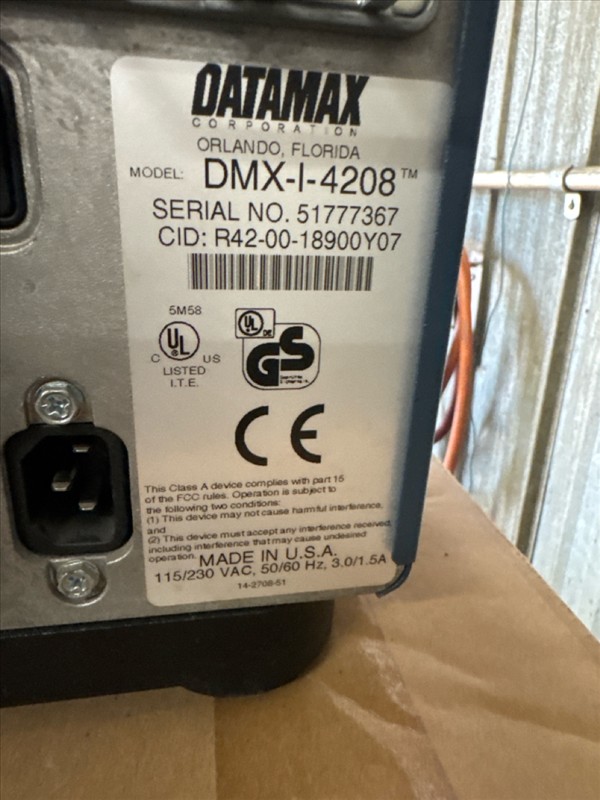 DATAMAX
CORPORATION
ORLANDO, FLORIDA
MODEL: DMX-I-4208™
SERIAL NO. 51777367
CID: R42-00-18900Y07
5M58
C UL US
LISTED
I.T.E.
UL DE
GS
CE
This Class A device complies with part 15
of the FCC rules. Operation is subject to
the following two conditions:
(1) This device may not cause harmful interference,
and
(2) This device must accept any interference received,
including interference that may cause undesired
operation.
MADE IN U.S.A.
115/230 VAC, 50/60 Hz, 3.0/1.5A
14-2708-51